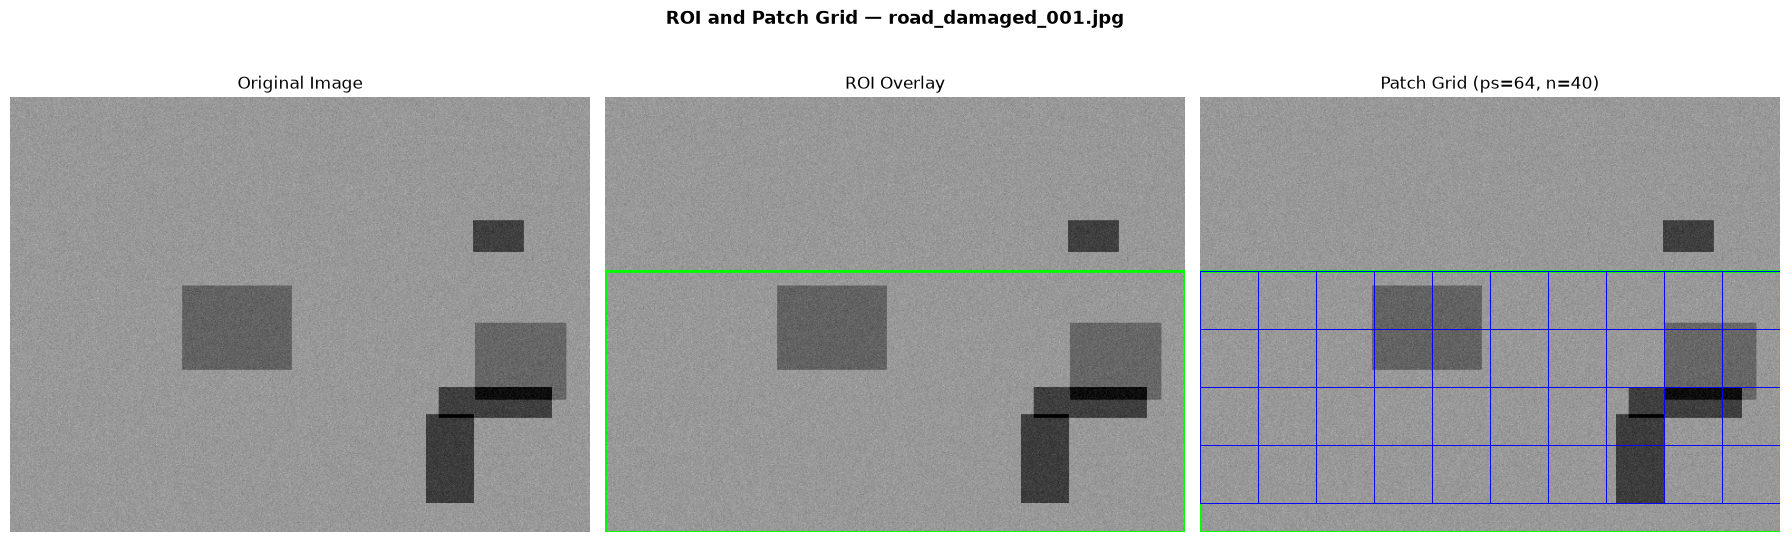 ROI and Patch Grid — road_damaged_001.jpg
Original Image
ROI Overlay
Patch Grid (ps=64, n=40)